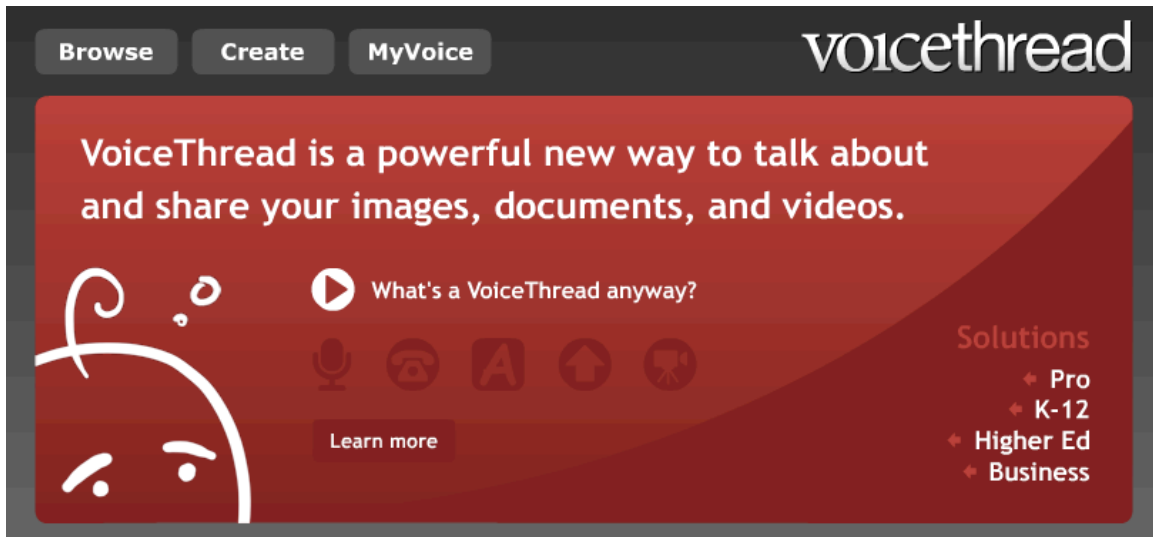 Browse
Create
MyVoice
voicethread
VoiceThread is a powerful new way to talk about
and share your images, documents, and videos.
What's a VoiceThread anyway?
A
Learn more
Solutions
Pro
K-12
Higher Ed
Business